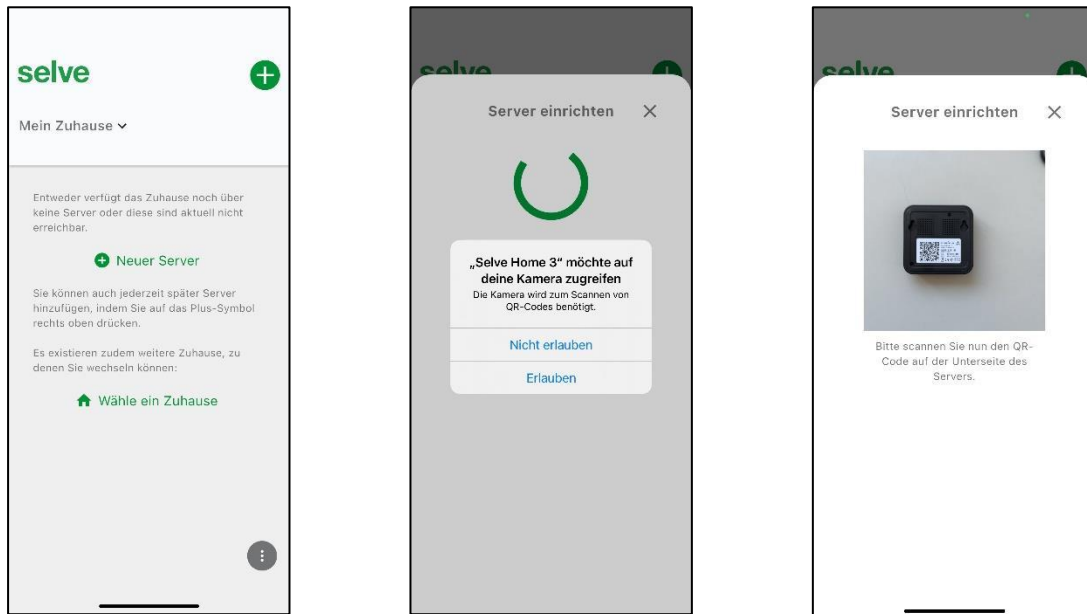 selve
Mein Zuhause
Entweder verfügt das Zuhause noch über
keine Server oder diese sind aktuell nicht
erreichbar.
Neuer Server
Sie können auch jederzeit später Server
hinzufügen, indem Sie auf das Plus-Symbol
rechts oben drücken.
Es existieren zudem weitere Zuhause, zu
denen Sie wechseln können:
Wähle ein Zuhause
selve
Server einrichten
„Selve Home 3“ möchte auf
deine Kamera zugreifen
Die Kamera wird zum Scannen von
QR-Codes benötigt.
Nicht erlauben
Erlauben
selve
Server einrichten
Bitte scannen Sie nun den QR-
Code auf der Unterseite des
Servers.